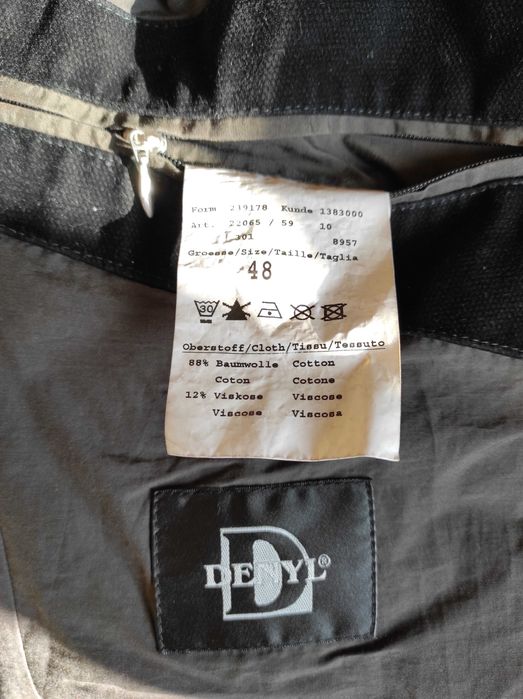 Form 219178 Kunde 1383000
Art. 22065 / 59 10
301 8957
Groesse/Size/Taille/Taglia
48
30
Oberstoff/Cloth/Tissu/Tessuto
88% Baumwolle Cotton
Coton Cotone
12% Viskose Viscose
Viscose Viscosa
D
DENYL®